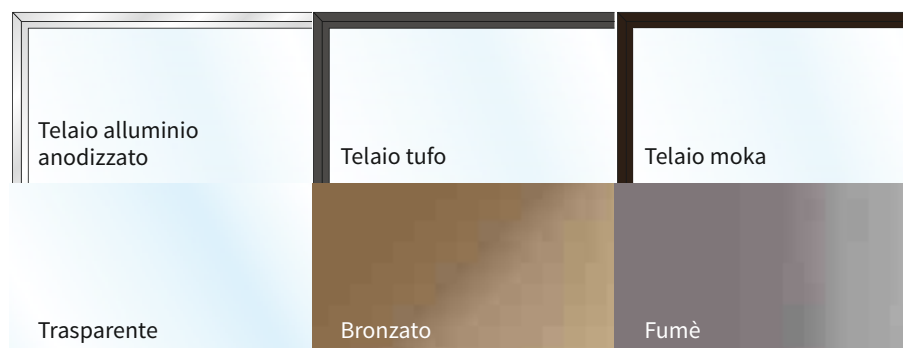 Telaio alluminio
anodizzato
Telaio tufo
Telaio moka
Trasparente
Bronzato
Fumè